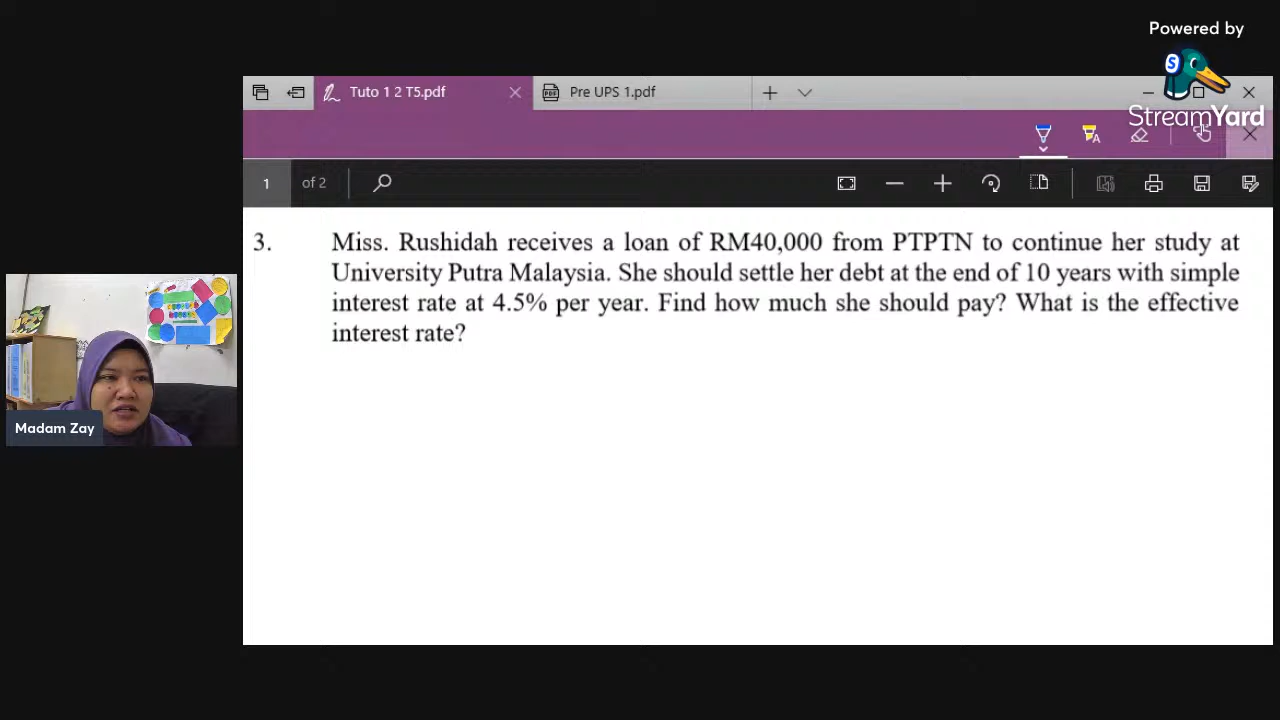 Powered by
StreamYard
Tuto 1 2 T5.pdf
Pre UPS 1.pdf
1 of 2
3. Miss. Rushidah receives a loan of RM40,000 from PTPTN to continue her study at
University Putra Malaysia. She should settle her debt at the end of 10 years with simple
interest rate at 4.5% per year. Find how much she should pay? What is the effective
interest rate?
Madam Zay